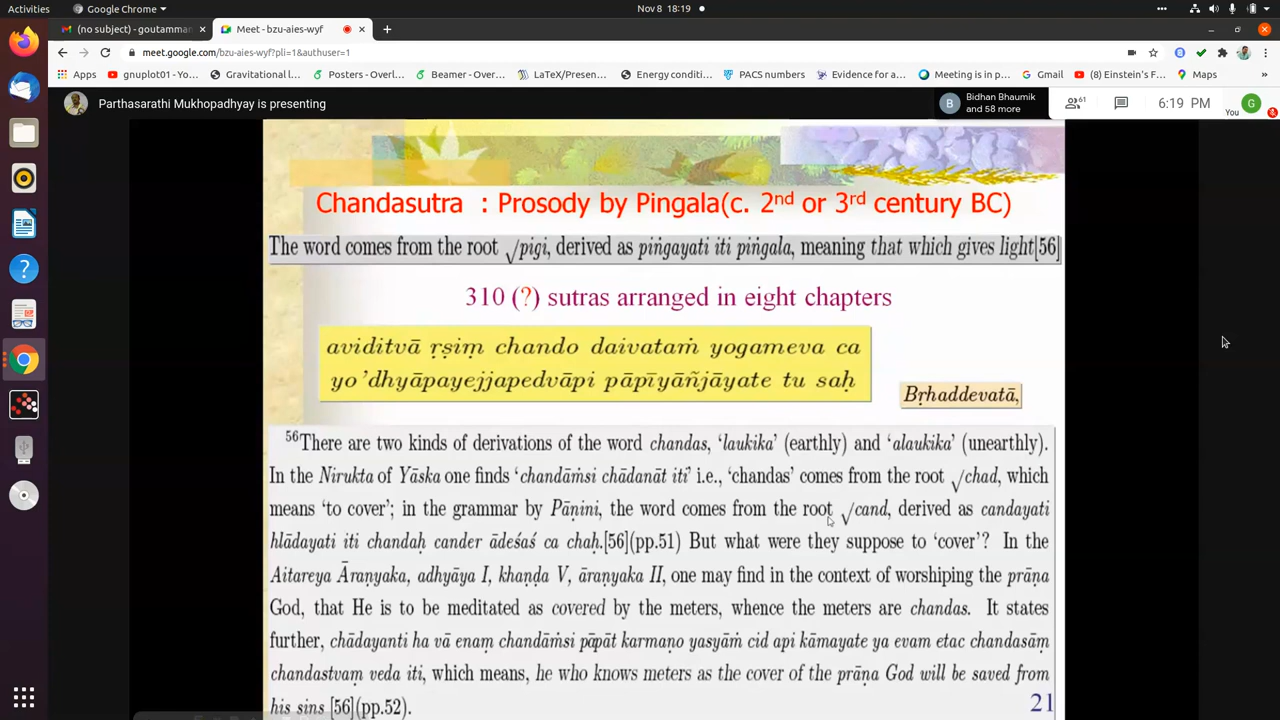 Activities
Google Chrome
Nov 8 18:19
(no subject) - goutamman
Meet - bzu-aies-wyf
meet.google.com/bzu-aies-wyf?pli=1&authuser=1
Apps
gnuplot01 - Yo...
Gravitational l...
Posters - Overl...
Beamer - Over...
LaTeX/Presen...
Energy conditi...
PACS numbers
Evidence for a...
Meeting is in p...
Gmail
(8) Einstein's F...
Maps
»
Parthasarathi Mukhopadhyay is presenting
B
Bidhan Bhaumik
and 58 more
61
6:19 PM
You
G
Chandasutra : Prosody by Pingala(c. 2nd or 3rd century BC)
The word comes from the root √pigi, derived as piṅgayati iti piṅgala, meaning that which gives light[56]
310 (?) sutras arranged in eight chapters
aviditvā ṛṣiṃ chando daivataṁ yogameva ca
yo'dhyāpayejjapedvāpi pāpīyāñjāyate tu saḥ
Bṛhaddevatā,
56There are two kinds of derivations of the word chandas, 'laukika' (earthly) and 'alaukika' (unearthly).
In the Nirukta of Yāska one finds 'chandāṁsi chādanāt iti' i.e., 'chandas' comes from the root √chad, which
means 'to cover'; in the grammar by Pāṇini, the word comes from the root √cand, derived as candayati
hlādayati iti chandaḥ cander ādeśaś ca chaḥ.[56](pp.51) But what were they suppose to 'cover'? In the
Aitareya Āraṇyaka, adhyāya I, khaṇḍa V, āraṇyaka II, one may find in the context of worshiping the prāṇa
God, that He is to be meditated as covered by the meters, whence the meters are chandas. It states
further, chādayanti ha vā enaṃ chandāṁsi pāpāt karmaṇo yasyāṁ cid api kāmayate ya evam etac chandasāṃ
chandastvaṃ veda iti, which means, he who knows meters as the cover of the prāṇa God will be saved from
his sins [56](pp.52).
21